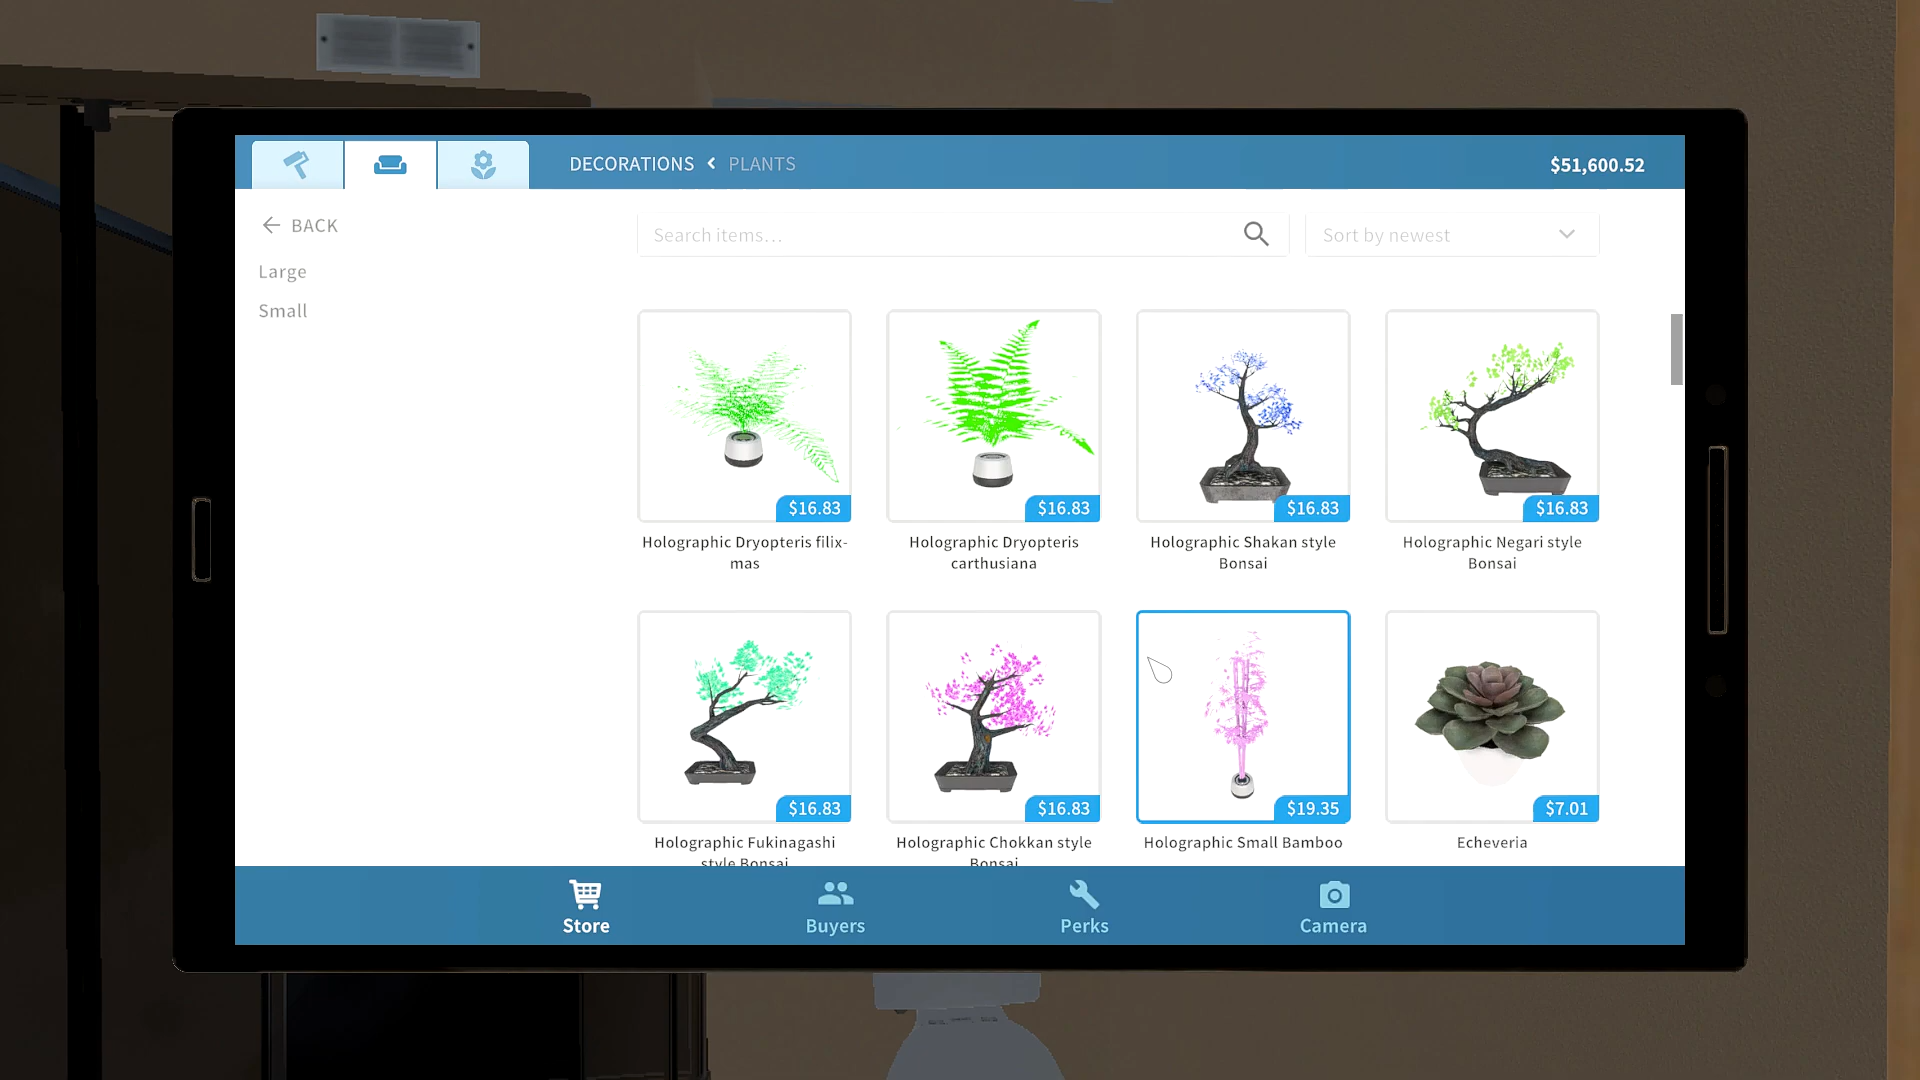 DECORATIONS PLANTS
$51,600.52
BACK
Large
Small
Search items...
Sort by newest
$16.83
$16.83
$16.83
$16.83
Holographic Dryopteris filix-
mas
Holographic Dryopteris
carthusiana
Holographic Shakan style
Bonsai
Holographic Negari style
Bonsai
$16.83
$16.83
$19.35
$7.01
Holographic Fukinagashi
style Bonsai
Holographic Chokkan style
Bonsai
Holographic Small Bamboo
Echeveria
Store
Buyers
Perks
Camera